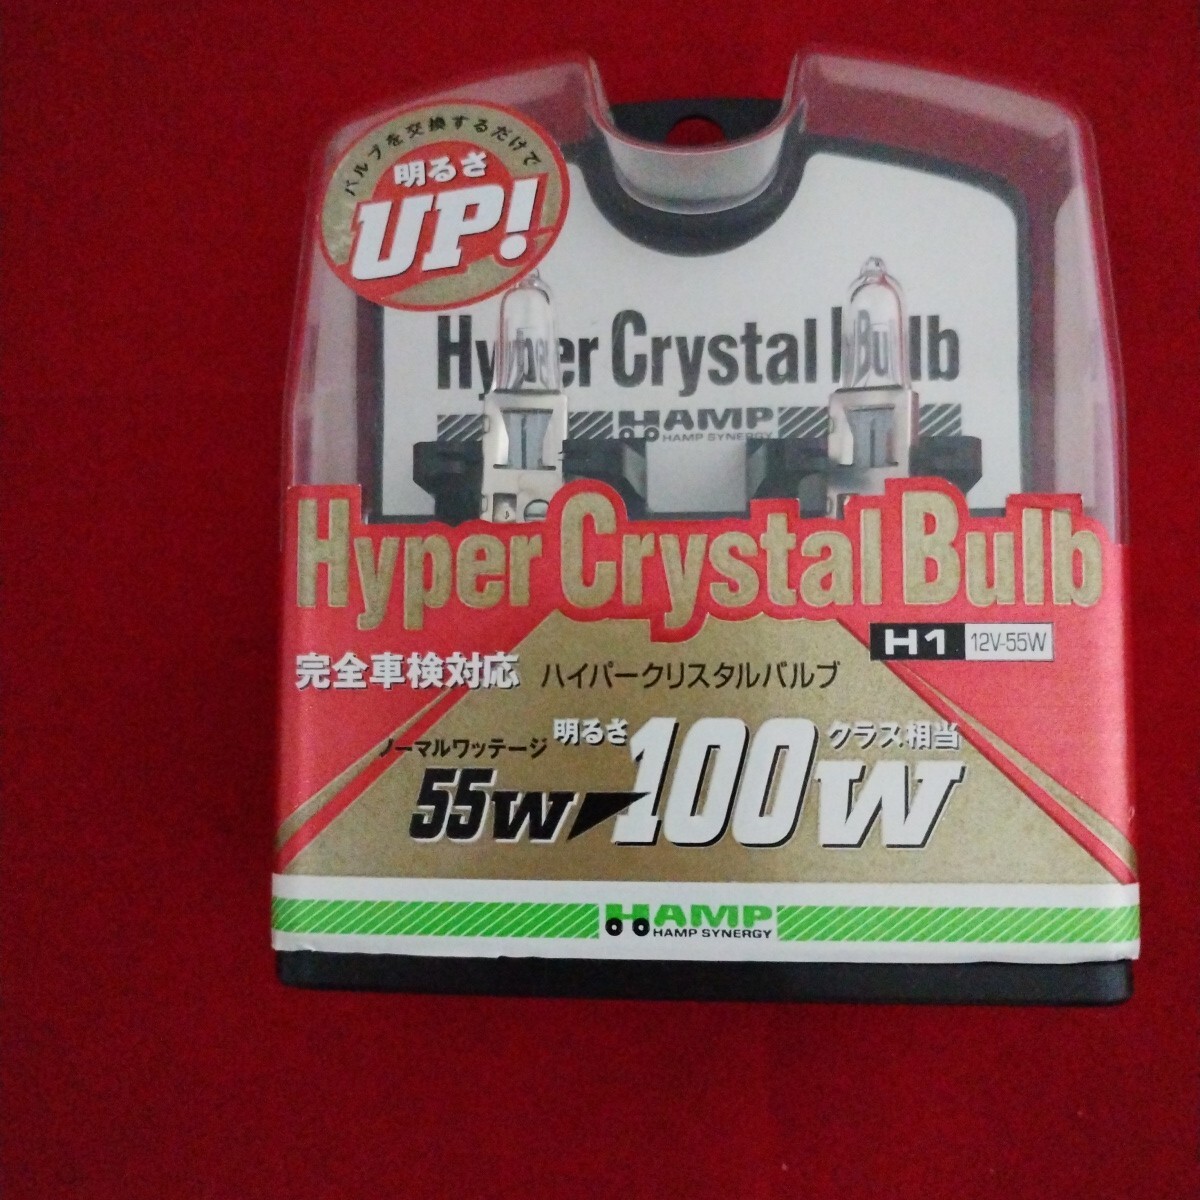 バルブを交換するだけで
明るさ
UP!
Hyper Crystal Bulb
HAMP
HAMP SYNERGY
Hyper Crystal Bulb
H1 12V-55W
完全車検対応 ハイパークリスタルバルブ
ノーマルワッテージ 明るさ クラス相当
55W 100W
HAMP
HAMP SYNERGY